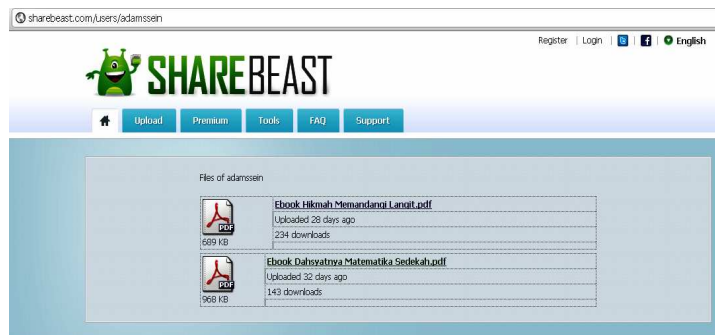 sharebeast.com/users/adamssein
Register | Login | | | English
SHAREBEAST
Upload Premium Tools FAQ Support
Files of adamssein
Ebook Hikmah Memandangi Langit.pdf
Uploaded 28 days ago
234 downloads
PDF
689 KB
Ebook Dahsyatnya Matematika Sedekah.pdf
Uploaded 32 days ago
143 downloads
PDF
968 KB